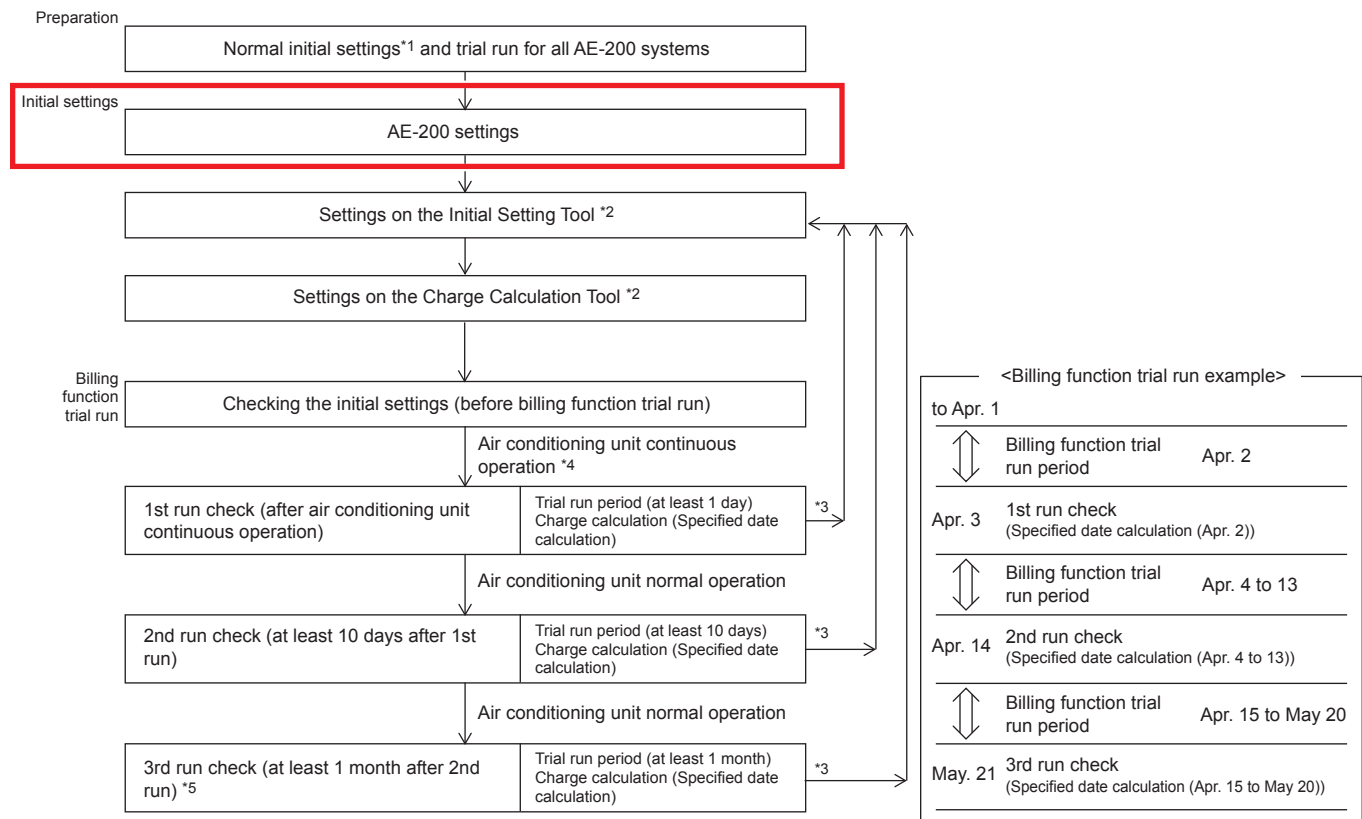 Preparation
Normal initial settings*1 and trial run for all AE-200 systems
Initial settings
AE-200 settings
Settings on the Initial Setting Tool *2
Settings on the Charge Calculation Tool *2
Billing
function
trial run
Checking the initial settings (before billing function trial run)
Air conditioning unit continuous
operation *4
1st run check (after air conditioning unit
continuous operation)
Trial run period (at least 1 day)
Charge calculation (Specified date
calculation)
*3
Air conditioning unit normal operation
2nd run check (at least 10 days after 1st
run)
Trial run period (at least 10 days)
Charge calculation (Specified date
calculation)
*3
Air conditioning unit normal operation
3rd run check (at least 1 month after 2nd
run) *5
Trial run period (at least 1 month)
Charge calculation (Specified date
calculation)
*3
<Billing function trial run example>
to Apr. 1
Billing function trial
run period
Apr. 2
Apr. 3
1st run check
(Specified date calculation (Apr. 2))
Billing function trial
run period
Apr. 4 to 13
Apr. 14
2nd run check
(Specified date calculation (Apr. 4 to 13))
Billing function trial
run period
Apr. 15 to May 20
May. 21
3rd run check
(Specified date calculation (Apr. 15 to May 20))